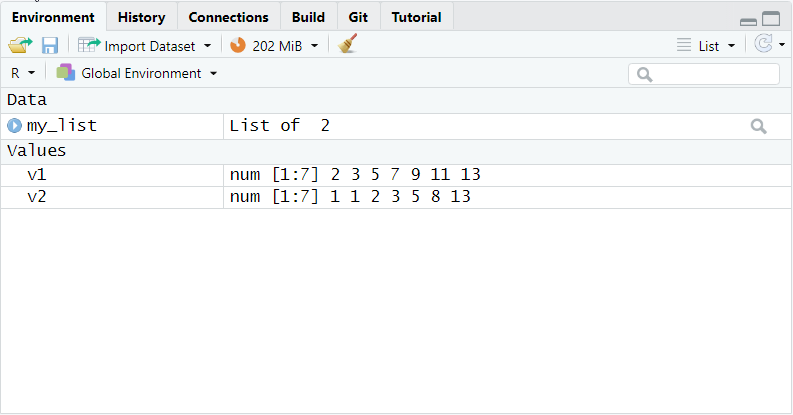 Environment History Connections Build Git Tutorial
Import Dataset 202 MiB List
R Global Environment
Data
my_list List of  2
Values
v1 num [1:7] 2 3 5 7 9 11 13
v2 num [1:7] 1 1 2 3 5 8 13